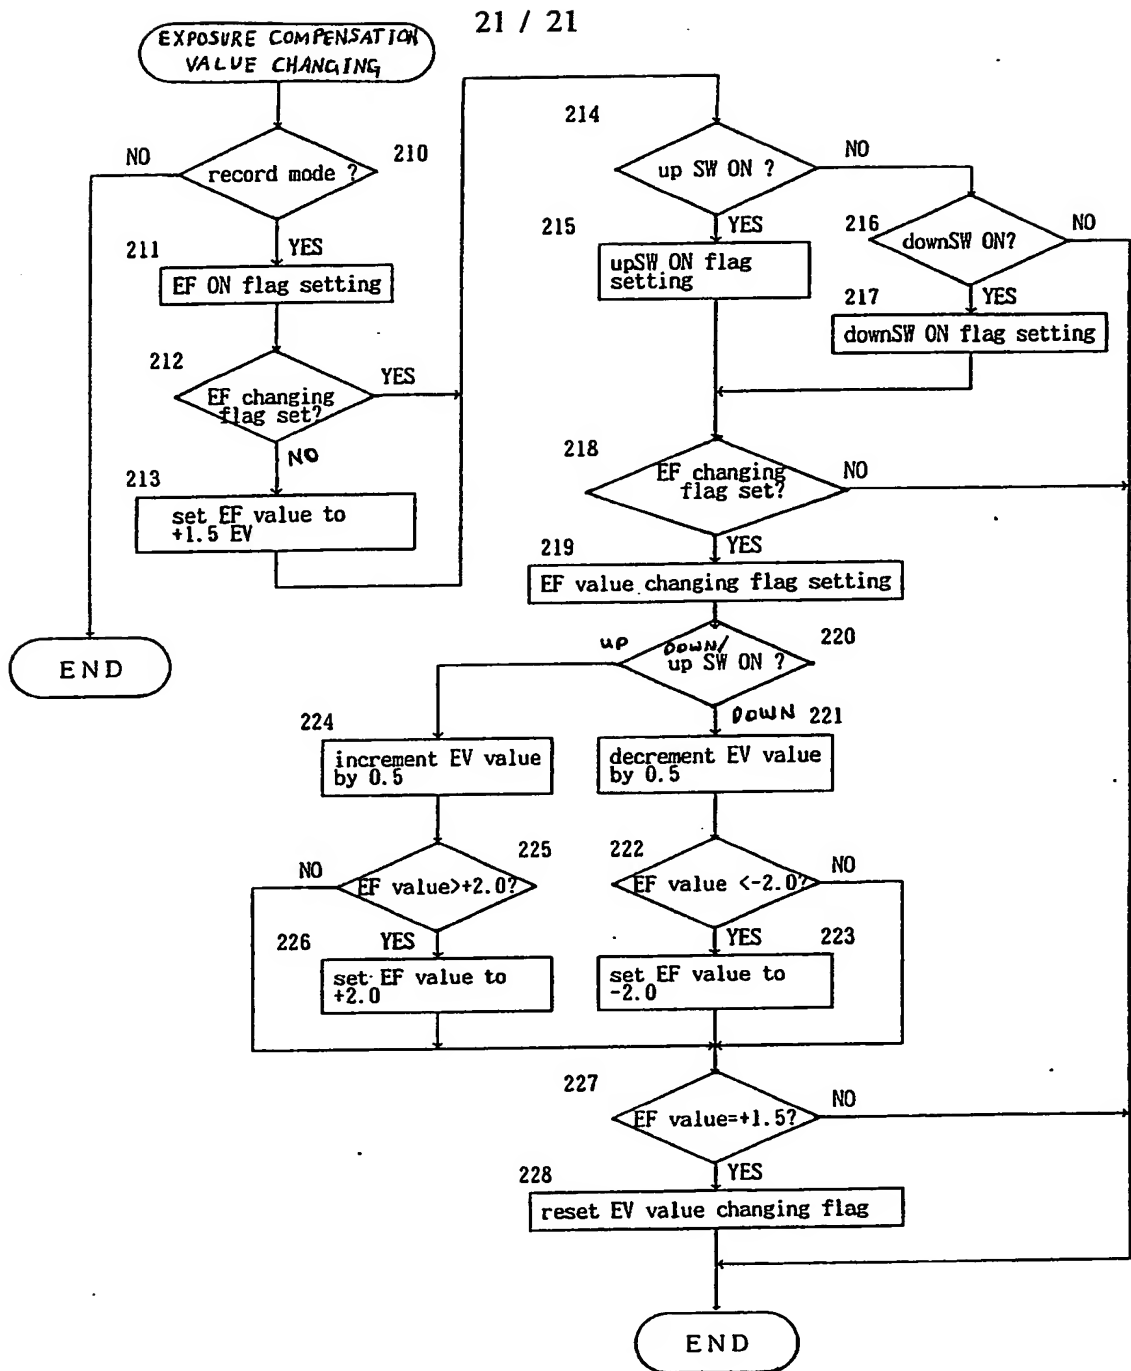 21 / 21
EXPOSURE COMPENSATION
VALUE CHANGING
NO
record mode ?
210
YES
211
EF ON flag setting
212
EF changing
flag set?
YES
NO
213
set EF value to
+1.5 EV
END
214
up SW ON ?
NO
YES
215
upSW ON flag
setting
216
downSW ON?
NO
YES
217
downSW ON flag setting
218
EF changing
flag set?
NO
YES
219
EF value changing flag setting
220
up
DOWN/
up SW ON ?
DOWN
221
224
increment EV value
by 0.5
decrement EV value
by 0.5
NO
EF value>+2.0?
225
222
EF value <-2.0?
NO
YES
226
set EF value to
+2.0
YES
223
set EF value to
-2.0
227
EF value=+1.5?
NO
YES
228
reset EV value changing flag
END